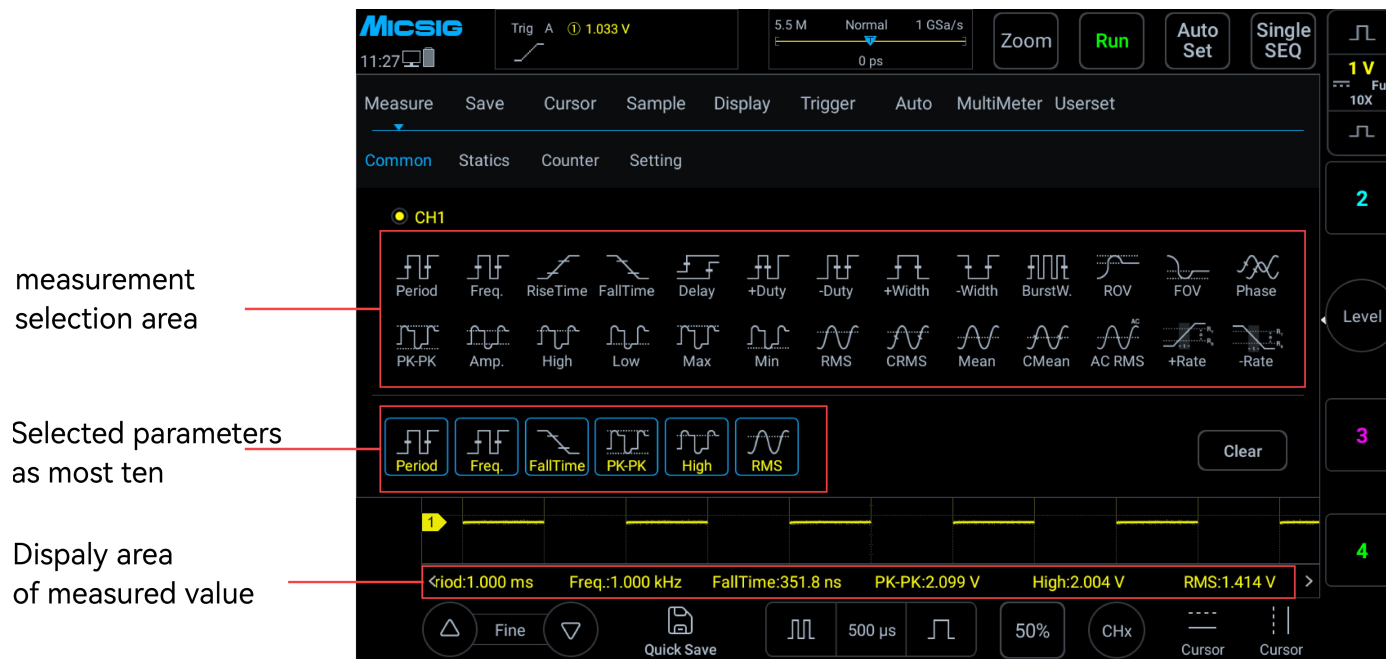 MICSIG
Trig A ① 1.033 V
5.5 M Normal 1 GSa/s
T
0 ps
Zoom
Run
Auto
Set
Single
SEQ
11:27
1 V
Fu
10X
Measure Save Cursor Sample Display Trigger Auto MultiMeter Userset
Common Statics Counter Setting
2
CH1
measurement
selection area
Period Freq. RiseTime FallTime Delay +Duty -Duty +Width -Width BurstW. ROV FOV Phase
Level
AC
PK-PK Amp. High Low Max Min RMS CRMS Mean CMean AC RMS +Rate -Rate
Selected parameters
as most ten
Period Freq. FallTime PK-PK High RMS
Clear
3
1
4
Dispaly area
of measured value
riod:1.000 ms Freq.:1.000 kHz FallTime:351.8 ns PK-PK:2.099 V High:2.004 V RMS:1.414 V
Fine
Quick Save
500 µs
50%
CHx
Cursor
Cursor